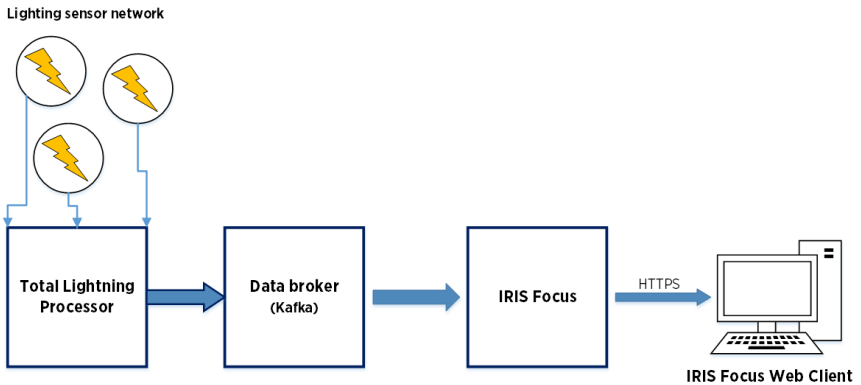 Lighting sensor network
Total Lightning
Processor
Data broker
(Kafka)
IRIS Focus
HTTPS
IRIS Focus Web Client